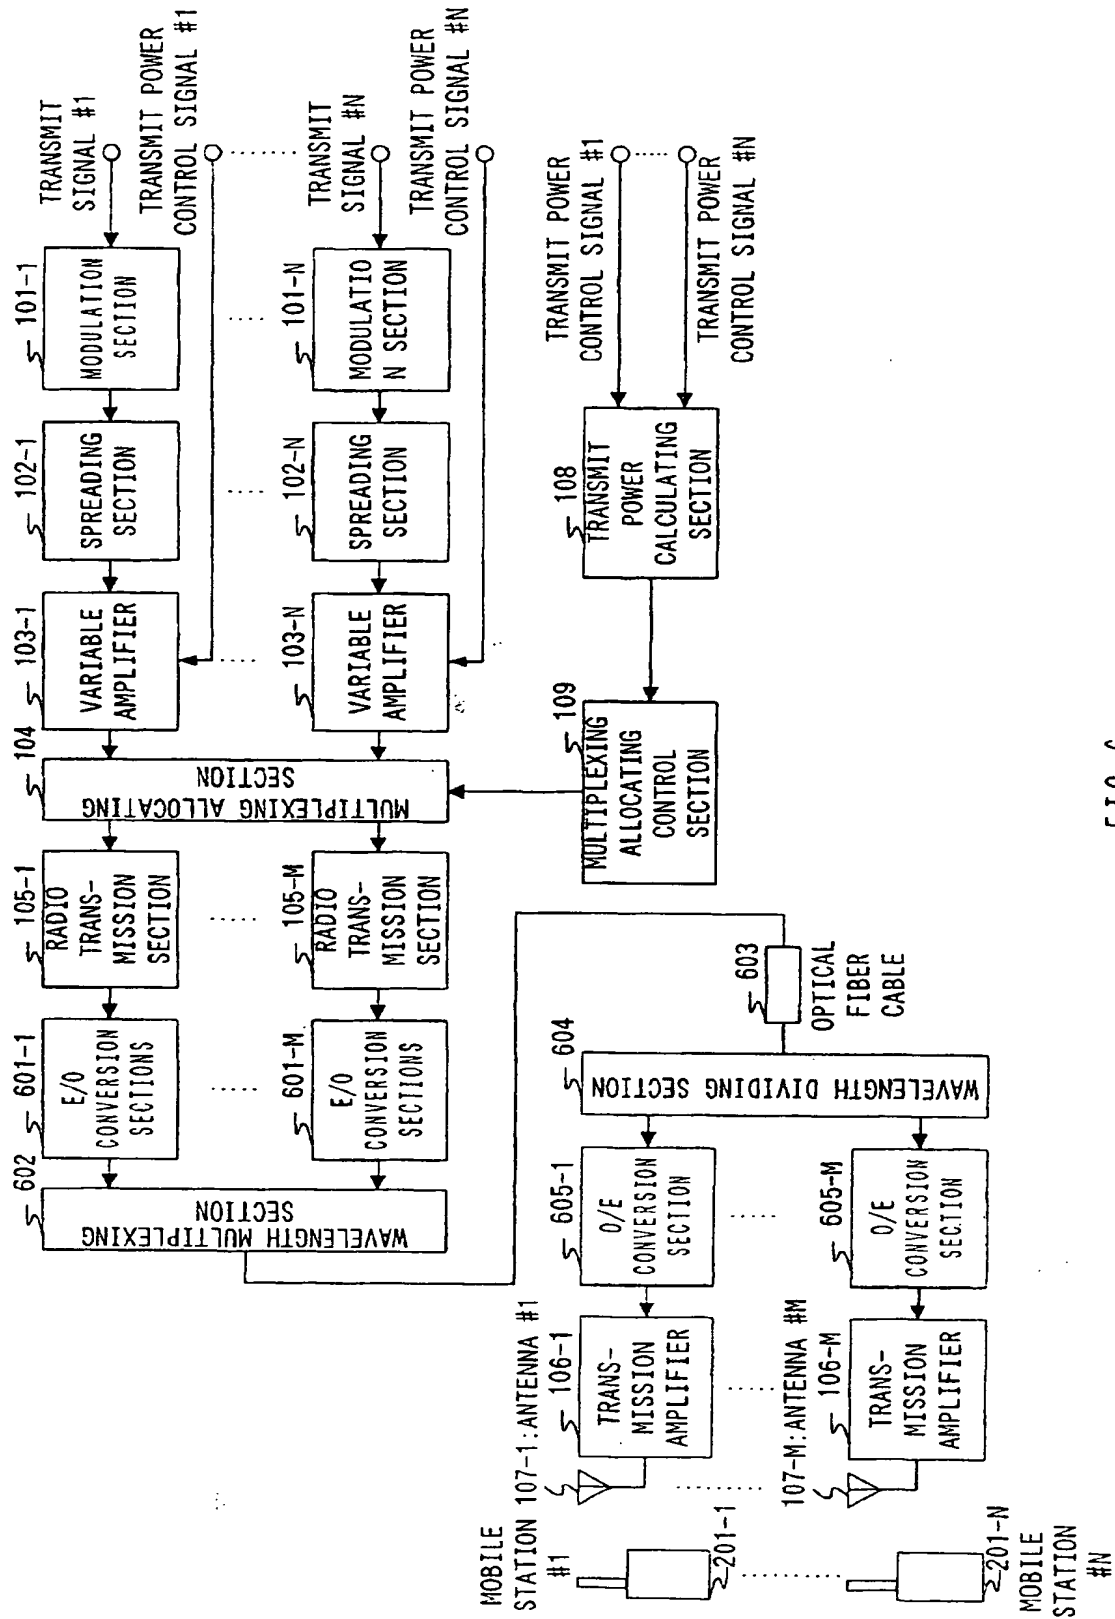 TRANSMIT
SIGNAL #1
TRANSMIT POWER
CONTROL SIGNAL #1
TRANSMIT
SIGNAL #N
TRANSMIT POWER
CONTROL SIGNAL #N
TRANSMIT POWER
CONTROL SIGNAL #1
TRANSMIT POWER
CONTROL SIGNAL #N
101-1
MODULATION
SECTION
101-N
MODULATIO
N SECTION
102-1
SPREADING
SECTION
102-N
SPREADING
SECTION
108
TRANSMIT
POWER
CALCULATING
SECTION
103-1
VARIABLE
AMPLIFIER
103-N
VARIABLE
AMPLIFIER
104
MULTIPLEXING ALLOCATING
SECTION
109
MULTIPLEXING
ALLOCATING
CONTROL
SECTION
105-1
RADIO
TRANS-
MISSION
SECTION
105-M
RADIO
TRANS-
MISSION
SECTION
601-1
E/O
CONVERSION
SECTIONS
601-M
E/O
CONVERSION
SECTIONS
602
WAVELENGTH MULTIPLEXING
SECTION
603
OPTICAL
FIBER
CABLE
604
WAVELENGTH DIVIDING SECTION
605-1
O/E
CONVERSION
SECTION
605-M
O/E
CONVERSION
SECTION
106-1
TRANS-
MISSION
AMPLIFIER
106-M
TRANS-
MISSION
AMPLIFIER
107-1:ANTENNA #1
107-M:ANTENNA #M
MOBILE
STATION
#1
201-1
201-N
MOBILE
STATION
#N